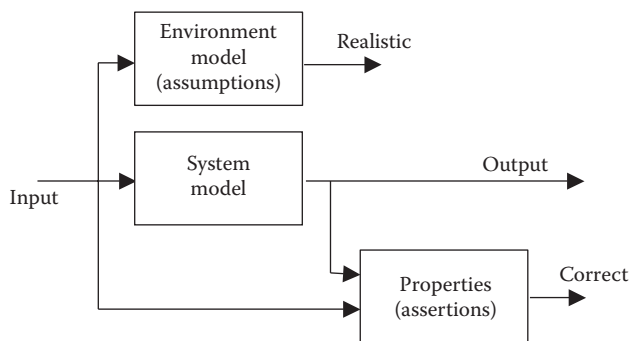 Environment
model
(assumptions)
Realistic
System
model
Output
Input
Properties
(assertions)
Correct